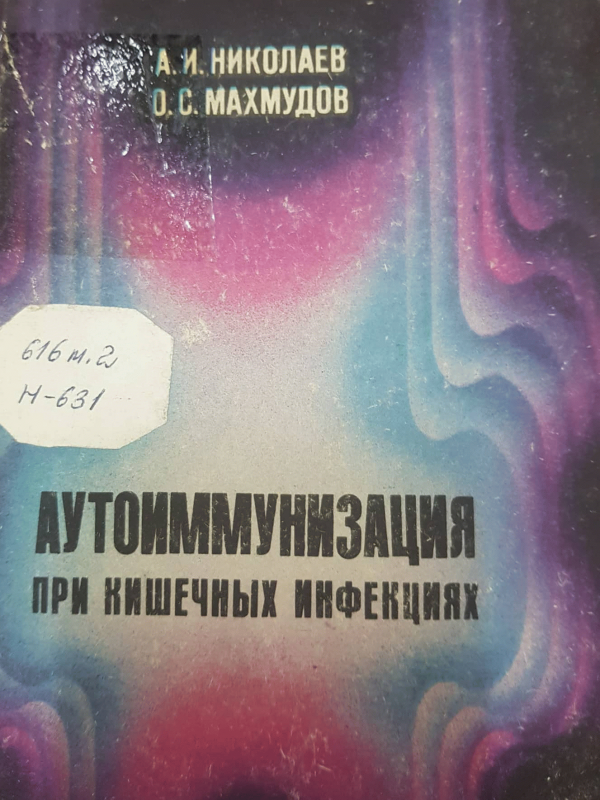 А. И. НИКОЛАЕВ
О. С. МАХМУДОВ
616 м.2
Н-631
АУТОИММУНИЗАЦИЯ
ПРИ КИШЕЧНЫХ ИНФЕКЦИЯХ